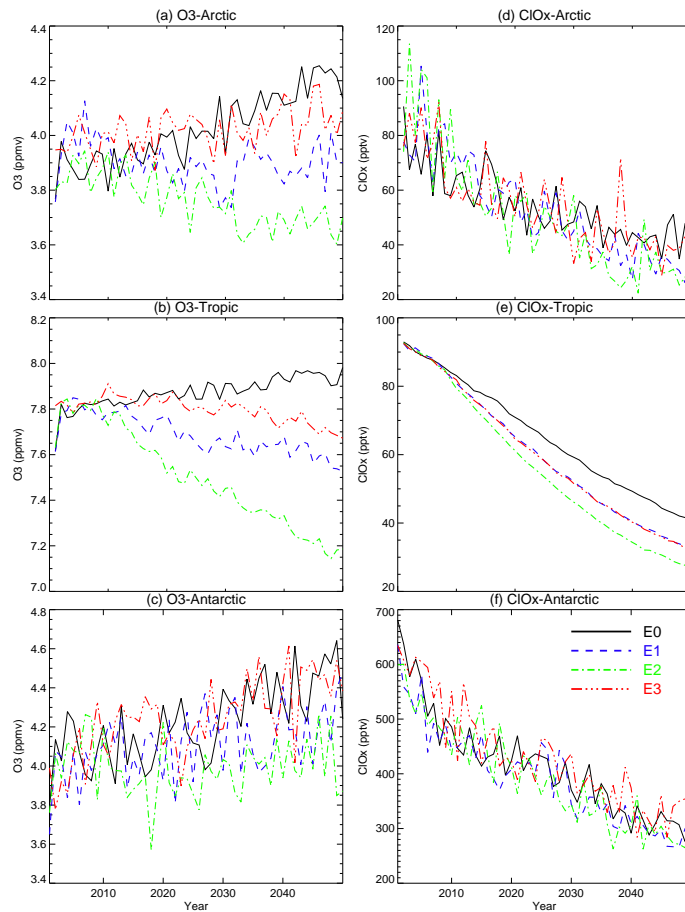 (a) O3-Arctic
(d) ClOx-Arctic
4.4
4.2
4.0
3.8
3.6
3.4
O3 (ppmv)
120
100
80
60
40
20
ClOx (pptv)
(b) O3-Tropic
(e) ClOx-Tropic
8.2
8.0
7.8
7.6
7.4
7.2
7.0
O3 (ppmv)
100
80
60
40
20
ClOx (pptv)
(c) O3-Antarctic
(f) ClOx-Antarctic
4.8
4.6
4.4
4.2
4.0
3.8
3.6
3.4
O3 (ppmv)
2010 2020 2030 2040
Year
700
600
500
400
300
200
ClOx (pptv)
E0
E1
E2
E3
2010 2020 2030 2040
Year